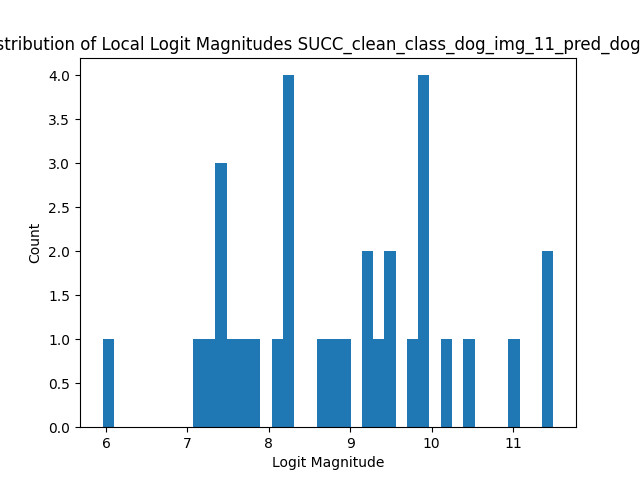 stribution of Local Logit Magnitudes SUCC_clean_class_dog_img_11_pred_dog
4.0
3.5
3.0
2.5
2.0
1.5
1.0
0.5
0.0
Count
6 7 8 9 10 11
Logit Magnitude